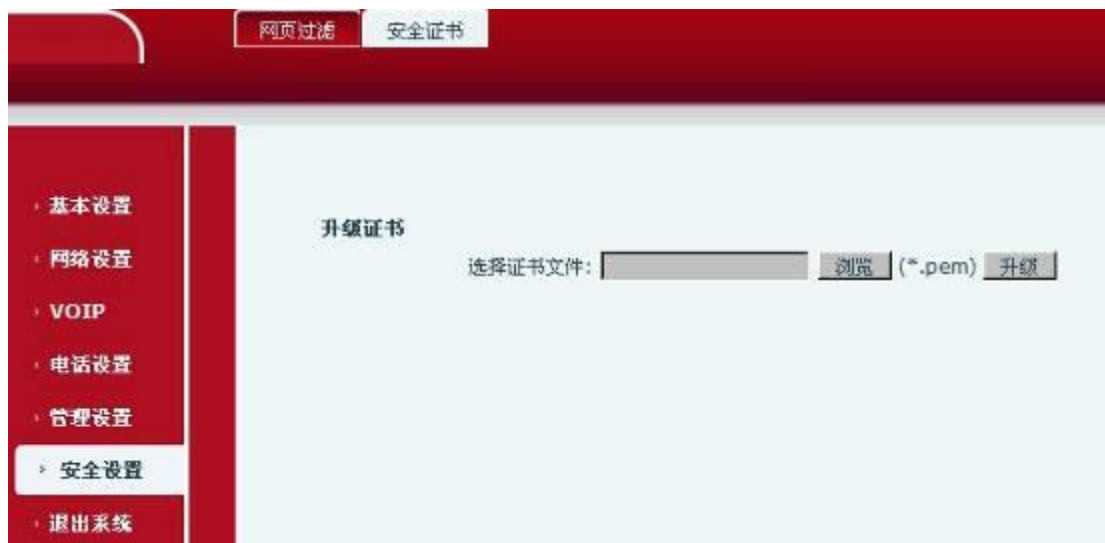 网页过滤 安全证书
基本设置
网络设置
VOIP
电话设置
管理设置
安全设置
退出系统
升级证书
选择证书文件: 浏览 (*.pem) 升级